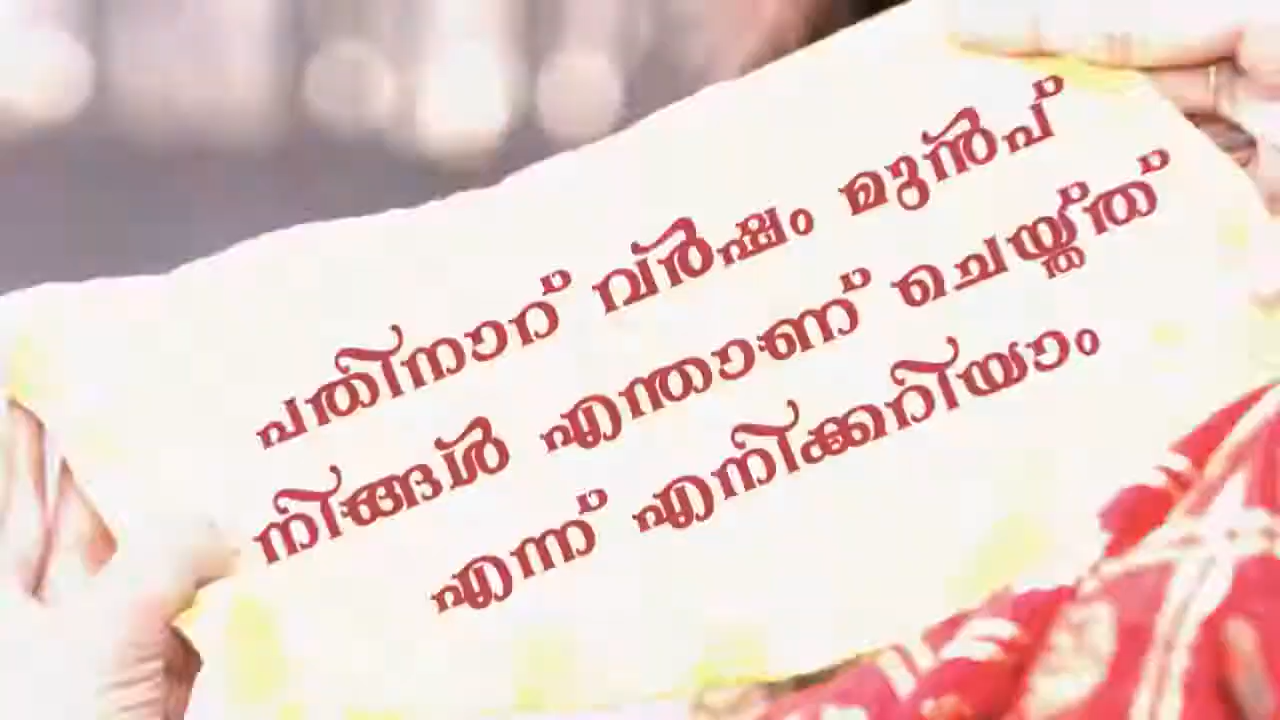 പതിനാറ് വർഷം മുൻപ്
നിങ്ങൾ എന്താണ് ചെയ്തത്
എന്ന് എനിക്കറിയാം